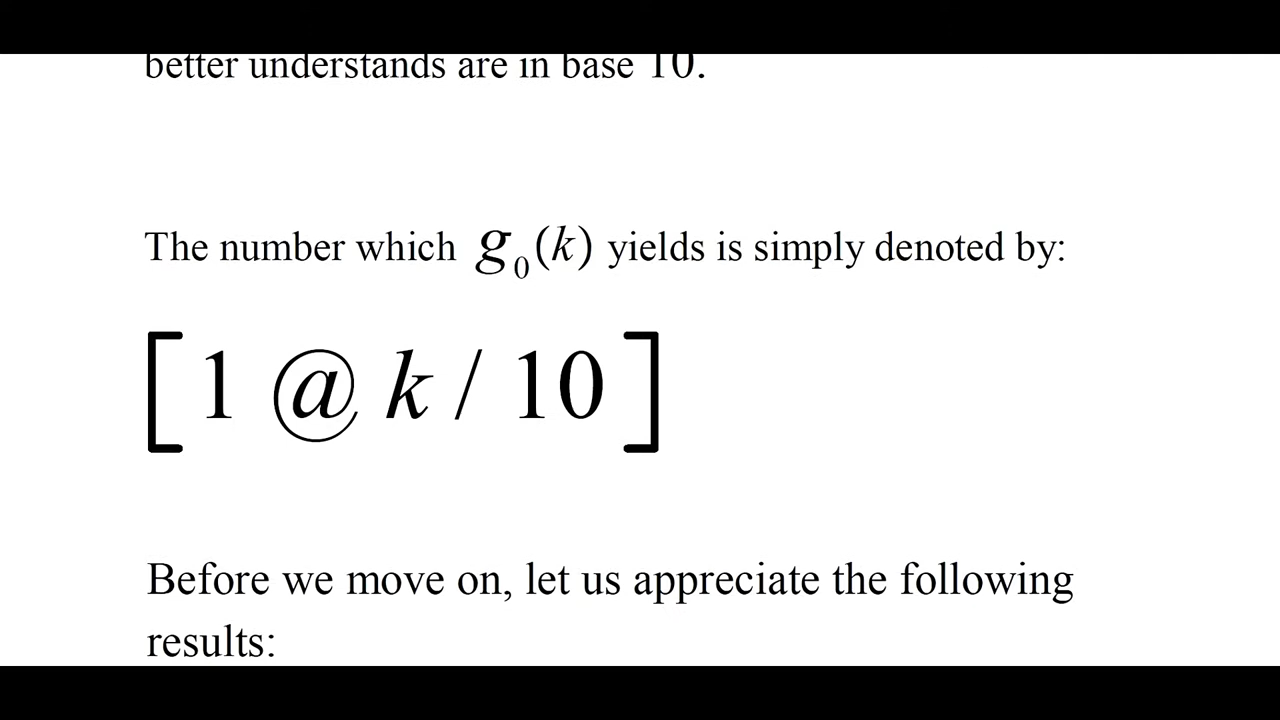 better understands are in base 10.
The number which g₀(k) yields is simply denoted by:
[1 @ k / 10]
Before we move on, let us appreciate the following
results: